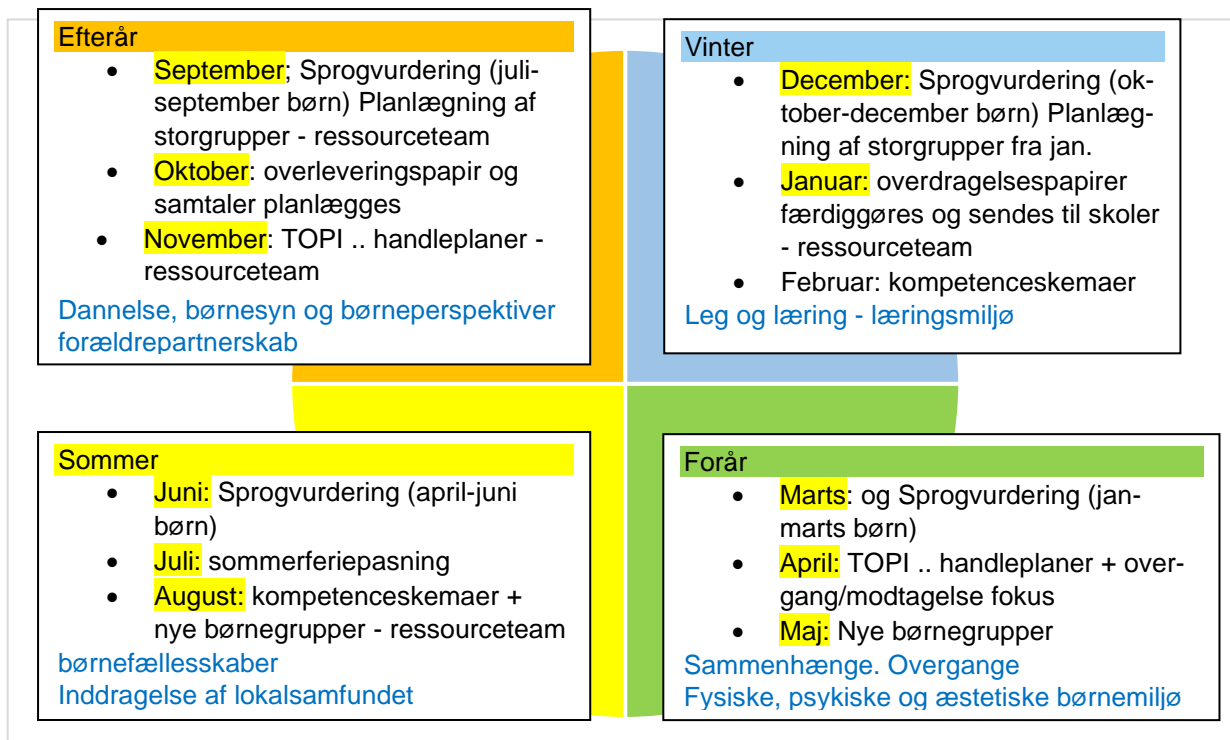 Efterår
• September; Sprogvurdering (juli-
september børn) Planlægning af
storgrupper - ressourceteam
• Oktober: overleveringspapir og
samtaler planlægges
• November: TOPI .. handleplaner -
ressourceteam
Dannelse, børnesyn og børneperspektiver
forældrepartnerskab
Vinter
• December: Sprogvurdering (ok-
tober-december børn) Planlæg-
ning af storgrupper fra jan.
• Januar: overdragelsespapirer
færdiggøres og sendes til skoler
- ressourceteam
• Februar: kompetenceskemaer
Leg og læring - læringsmiljø
Sommer
• Juni: Sprogvurdering (april-juni
børn)
• Juli: sommerferiepasning
• August: kompetenceskemaer +
nye børnegrupper - ressourceteam
børnefællesskaber
Inddragelse af lokalsamfundet
Forår
• Marts: og Sprogvurdering (jan-
marts børn)
• April: TOPI .. handleplaner + over-
gang/modtagelse fokus
• Maj: Nye børnegrupper
Sammenhænge. Overgange
Fysiske, psykiske og æstetiske børnemiljø